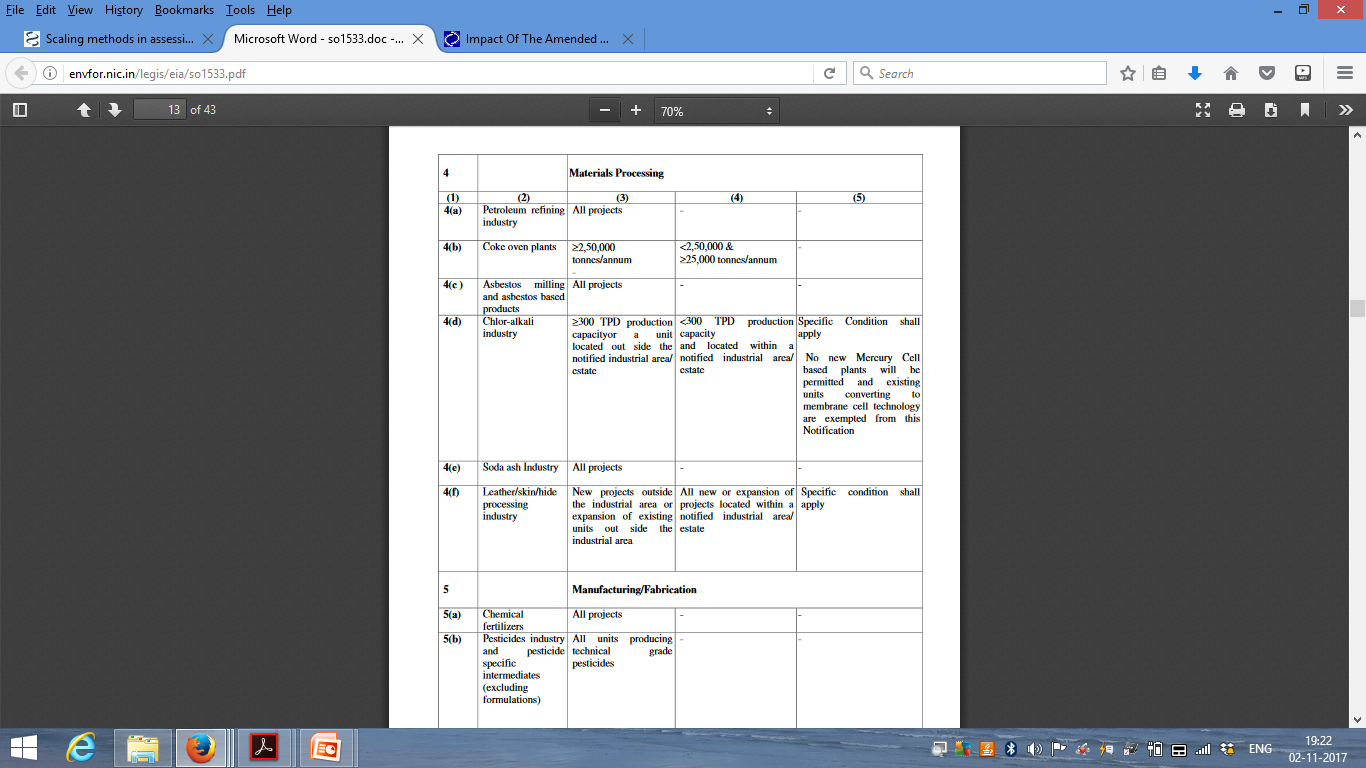 File Edit View History Bookmarks Tools Help
Scaling methods in assessi...
Microsoft Word - so1533.doc -...
Impact Of The Amended ...
envfor.nic.in/legis/eia/so1533.pdf
Search
13 of 43
70%
4 Materials Processing
(1) (2) (3) (4) (5)
4(a) Petroleum refining All projects - -
industry
4(b) Coke oven plants ≥2,50,000 <2,50,000 & -
tonnes/annum ≥25,000 tonnes/annum
-
4(c ) Asbestos milling All projects - -
and asbestos based
products
4(d) Chlor-alkali ≥300 TPD production <300 TPD production Specific Condition shall
industry capacityor a unit capacity apply
located out side the and located within a
notified industrial area/ notified industrial area/ No new Mercury Cell
estate estate based plants will be
permitted and existing
units converting to
membrane cell technology
are exempted from this
Notification
4(e) Soda ash Industry All projects - -
4(f) Leather/skin/hide New projects outside All new or expansion of Specific condition shall
processing the industrial area or projects located within a apply
industry expansion of existing notified industrial area/
units out side the estate
industrial area
5 Manufacturing/Fabrication
5(a) Chemical All projects - -
fertilizers
5(b) Pesticides industry All units producing - -
and pesticide technical grade
specific pesticides
intermediates
(excluding
formulations)
ENG
19:22
02-11-2017